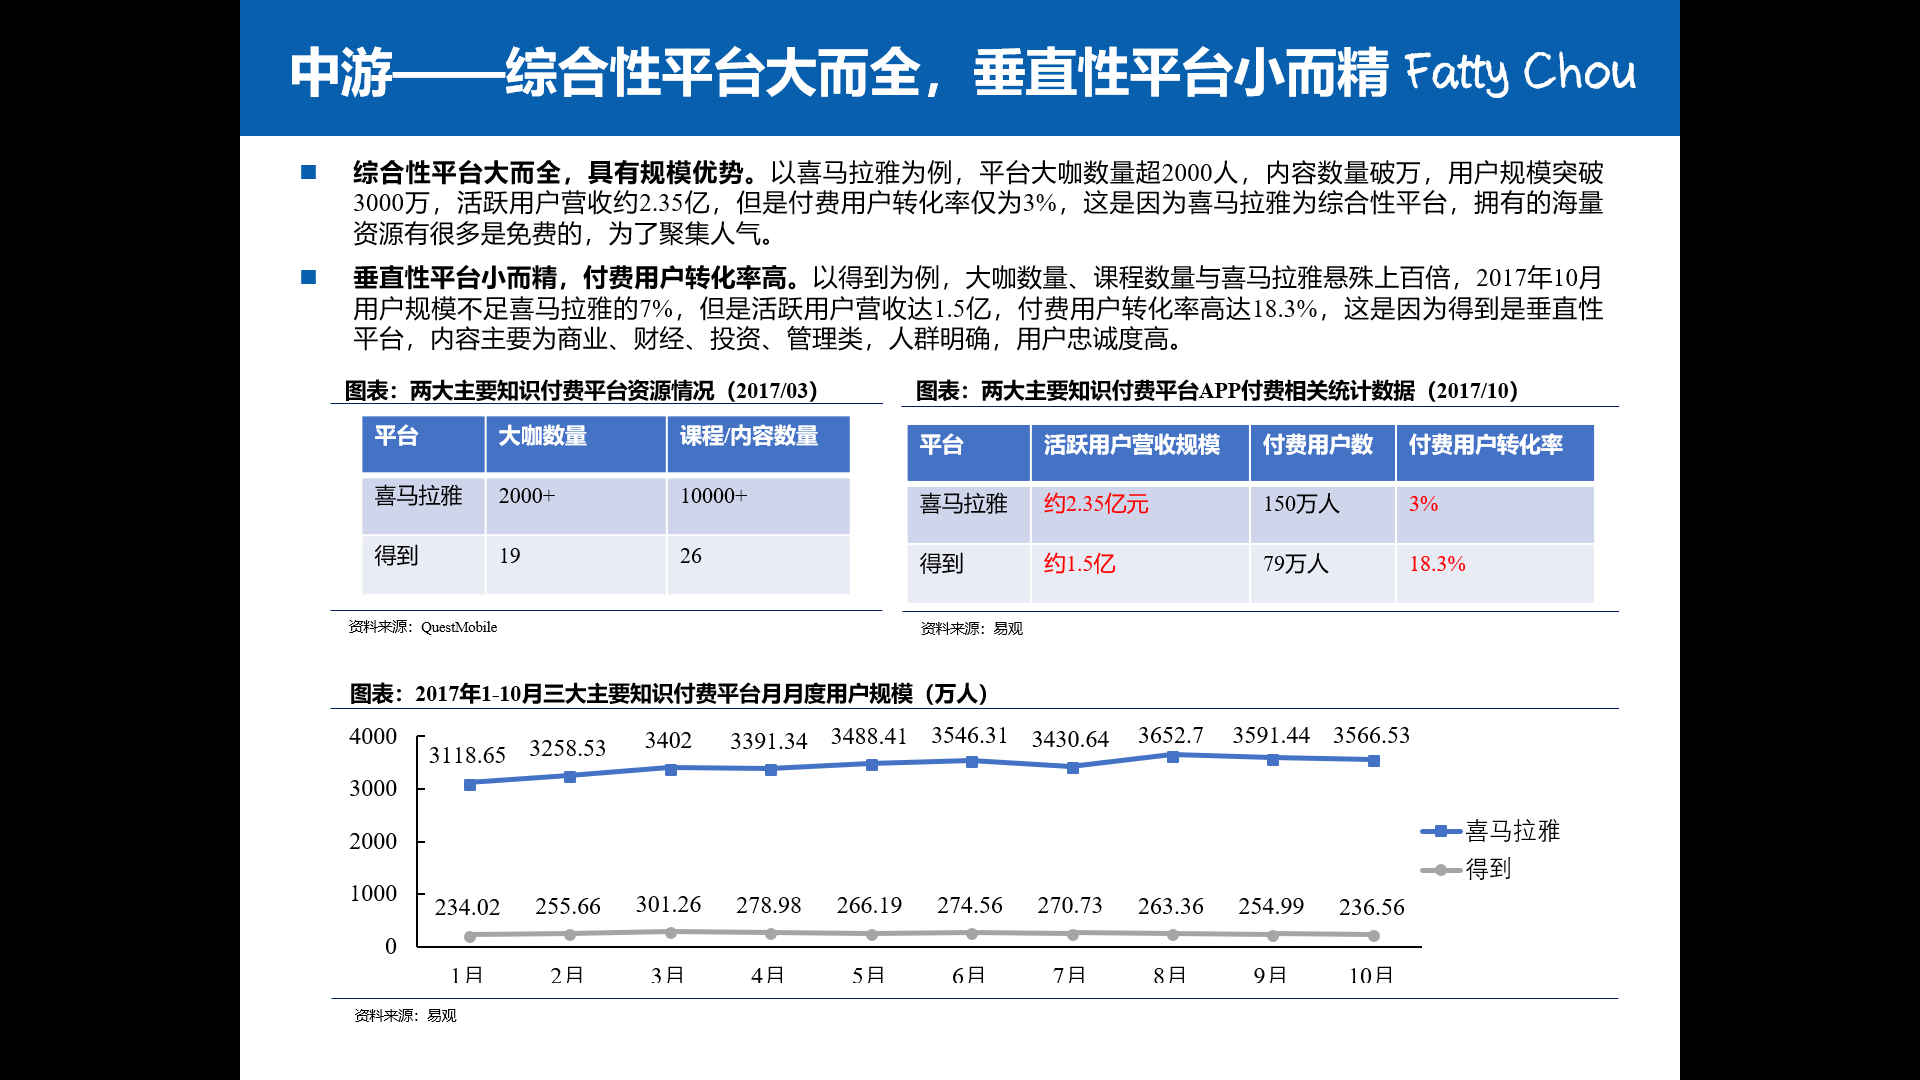 中游——综合性平台大而全，垂直性平台小而精 Fatty Chou
综合性平台大而全，具有规模优势。以喜马拉雅为例，平台大咖数量超2000人，内容数量破万，用户规模突破
3000万，活跃用户营收约2.35亿，但是付费用户转化率仅为3%，这是因为喜马拉雅为综合性平台，拥有的海量
资源有很多是免费的，为了聚集人气。
垂直性平台小而精，付费用户转化率高。以得到为例，大咖数量、课程数量与喜马拉雅悬殊上百倍，2017年10月
用户规模不足喜马拉雅的7%，但是活跃用户营收达1.5亿，付费用户转化率高达18.3%，这是因为得到是垂直性
平台，内容主要为商业、财经、投资、管理类，人群明确，用户忠诚度高。
图表：两大主要知识付费平台资源情况（2017/03）
平台 大咖数量 课程/内容数量
喜马拉雅 2000+ 10000+
得到 19 26
资料来源：QuestMobile
图表：两大主要知识付费平台APP付费相关统计数据（2017/10）
平台 活跃用户营收规模 付费用户数 付费用户转化率
喜马拉雅 约2.35亿元 150万人 3%
得到 约1.5亿 79万人 18.3%
资料来源：易观
图表：2017年1-10月三大主要知识付费平台月月度用户规模（万人）
4000
3000
2000
1000
0
3118.65 3258.53 3402 3391.34 3488.41 3546.31 3430.64 3652.7 3591.44 3566.53
234.02 255.66 301.26 278.98 266.19 274.56 270.73 263.36 254.99 236.56
1月 2月 3月 4月 5月 6月 7月 8月 9月 10月
喜马拉雅
得到
资料来源：易观